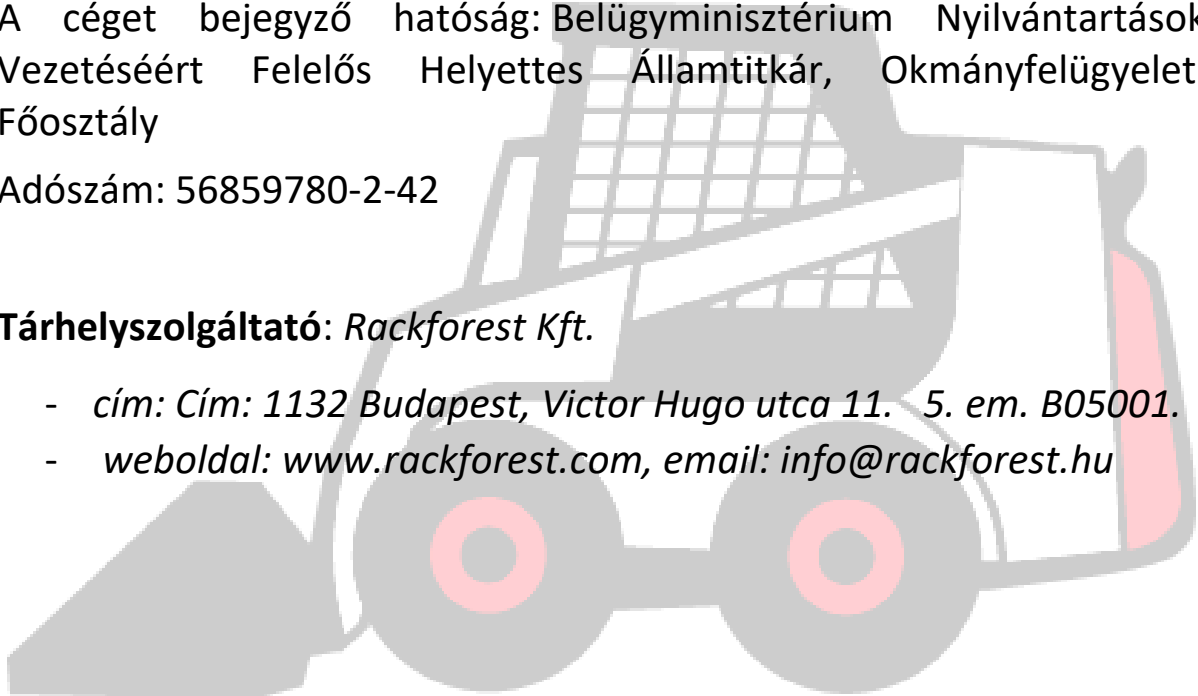 A céget bejegyző hatóság: Belügyminisztérium Nyilvántartások
Vezetéséért Felelős Helyettes Államtitkár, Okmányfelügyelet
Főosztály
Adószám: 56859780-2-42
Tárhelyszolgáltató: Rackforest Kft.
- cím: Cím: 1132 Budapest, Victor Hugo utca 11. 5. em. B05001.
- weboldal: www.rackforest.com, email: info@rackforest.hu